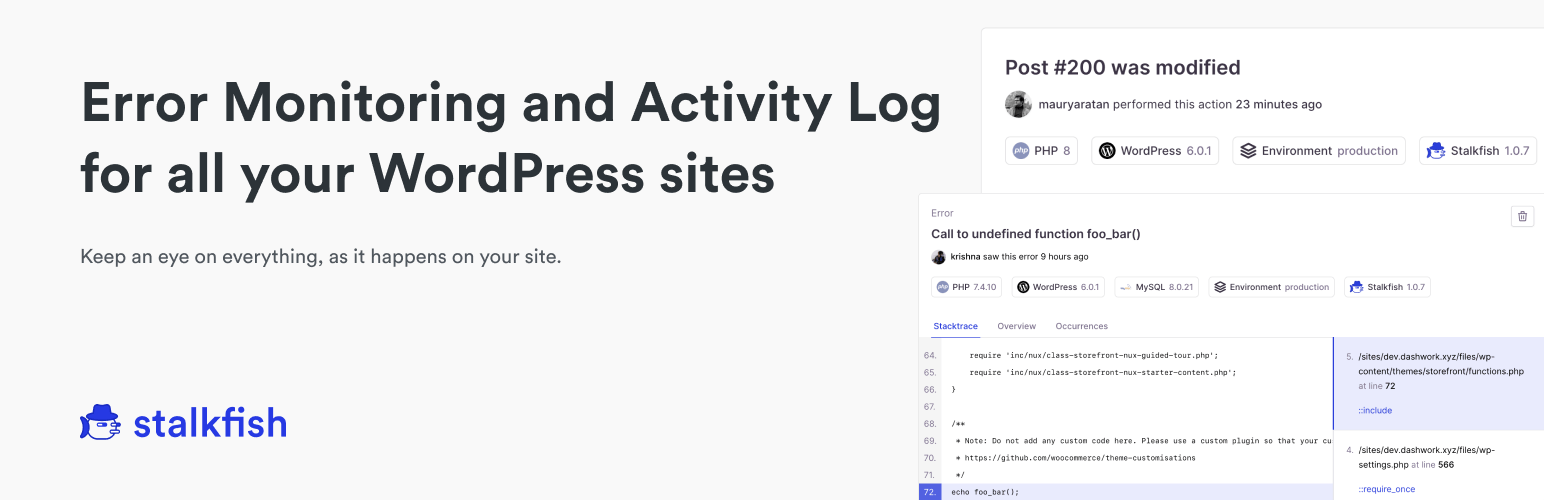 Error Monitoring and Activity Log
for all your WordPress sites
Keep an eye on everything, as it happens on your site.
stalkfish
Post #200 was modified
mauryaratan performed this action 23 minutes ago
php PHP 8 WordPress 6.0.1 Environment production Stalkfish 1.0.7
Error
Call to undefined function foo_bar()
krishna saw this error 9 hours ago
php PHP 7.4.10 WordPress 6.0.1 MySQL 8.0.21 Environment production Stalkfish 1.0.7
Stacktrace Overview Occurrences
64. require 'inc/nux/class-storefront-nux-guided-tour.php';
65. require 'inc/nux/class-storefront-nux-starter-content.php';
66. }
67.
68. /**
69. * Note: Do not add any custom code here. Please use a custom plugin so that your cus
70. * https://github.com/woocommerce/theme-customisations
71. */
72. echo foo_bar();
5. /sites/dev.dashwork.xyz/files/wp-
content/themes/storefront/functions.php
at line 72
::include
4. /sites/dev.dashwork.xyz/files/wp-
settings.php at line 566
::require_once